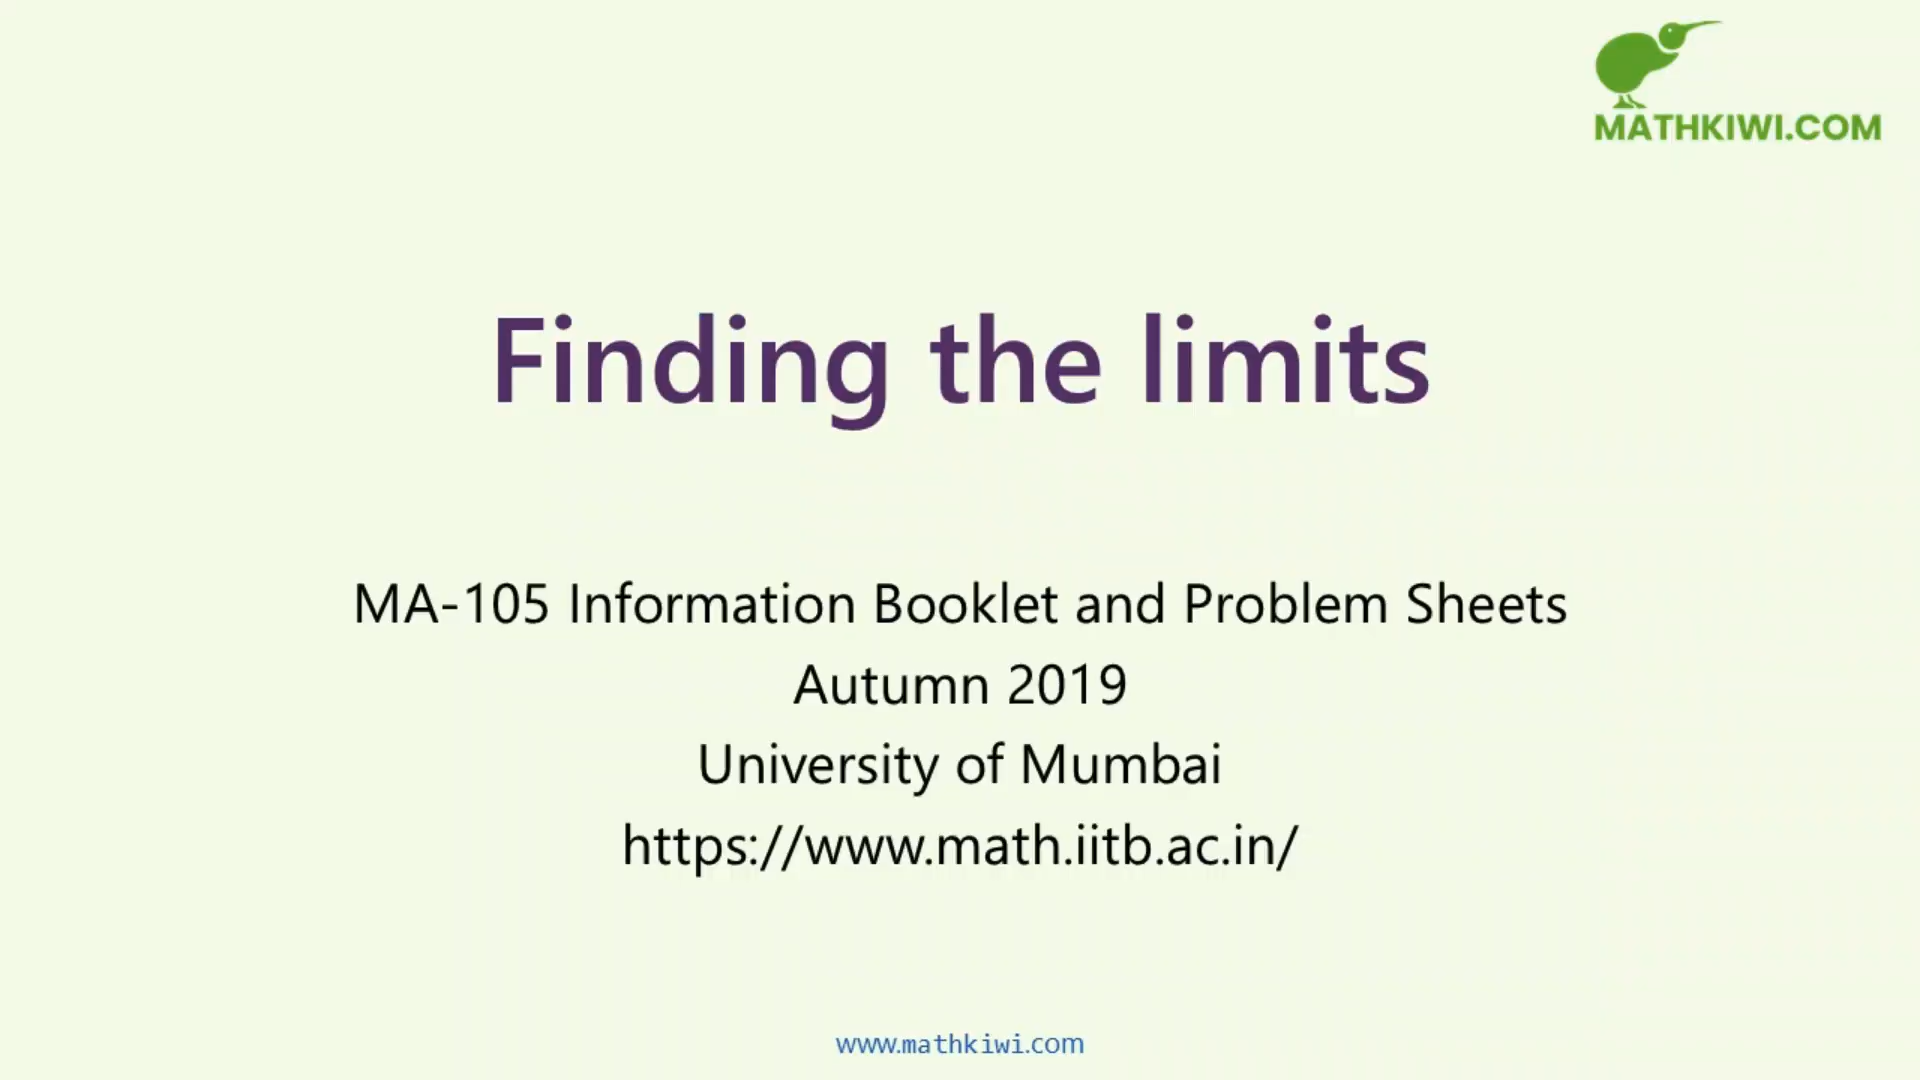 MATHKIWI.COM
Finding the limits
MA-105 Information Booklet and Problem Sheets
Autumn 2019
University of Mumbai
https://www.math.iitb.ac.in/
www.mathkiwi.com